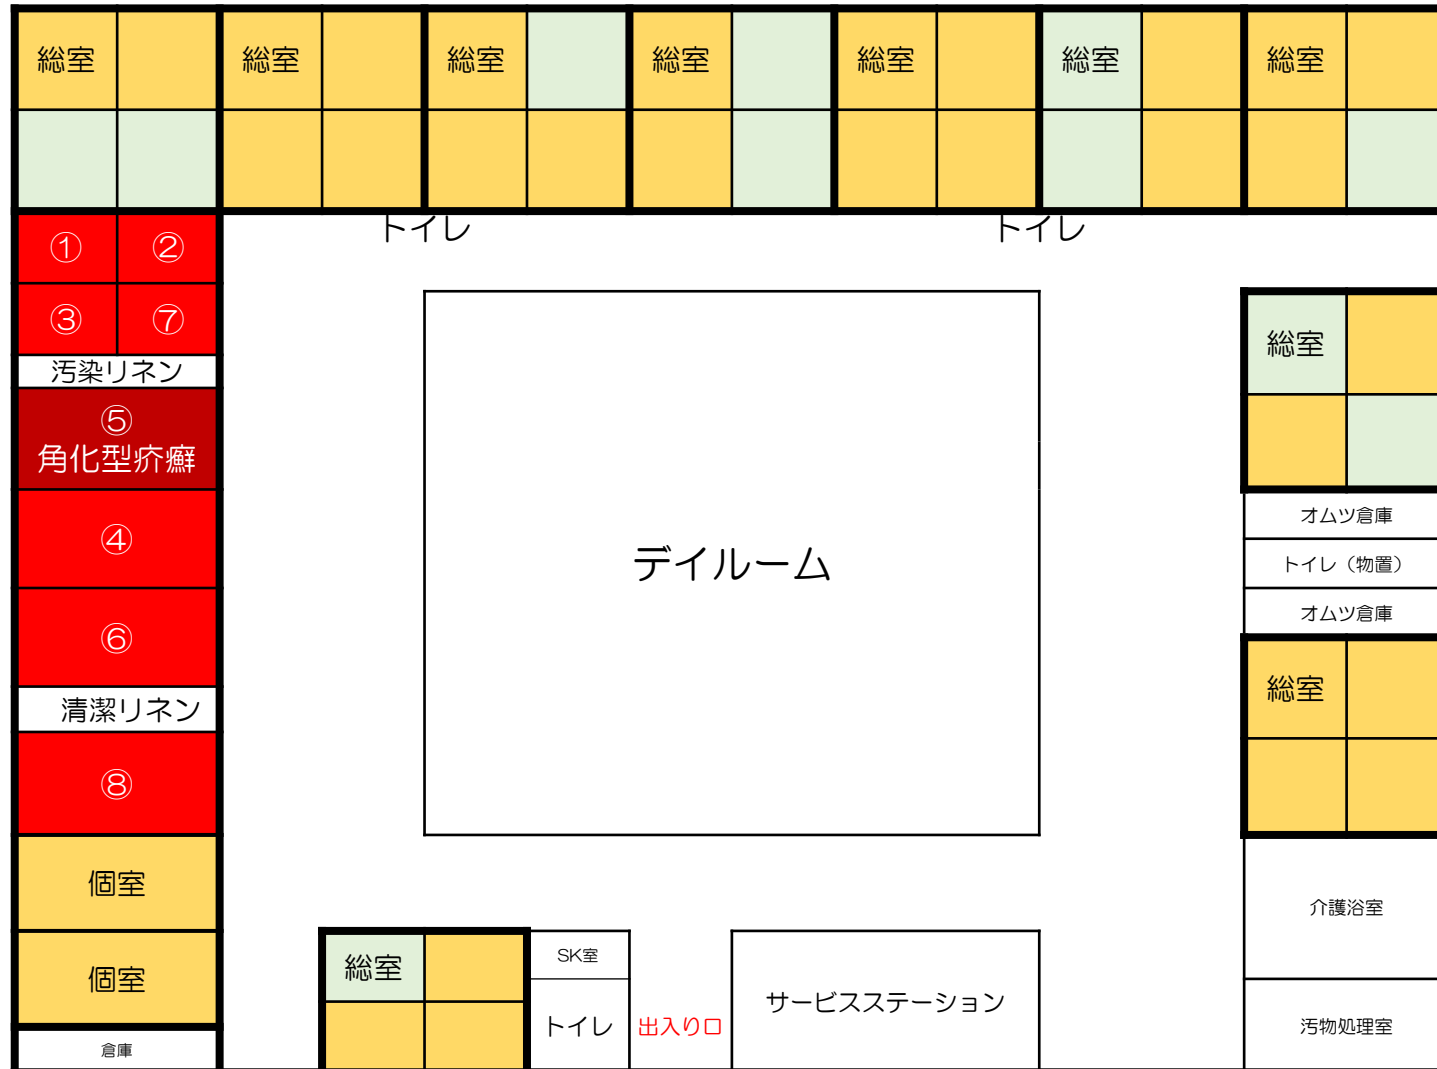 総室 総室 総室 総室 総室 総室 総室
トイレ トイレ
① ②
③ ⑦
汚染リネン
⑤
角化型疥癬
④
⑥
清潔リネン
⑧
個室
個室
倉庫
デイルーム
総室
オムツ倉庫
トイレ（物置）
オムツ倉庫
総室
介護浴室
汚物処理室
総室
SK室
トイレ
出入り口
サービスステーション